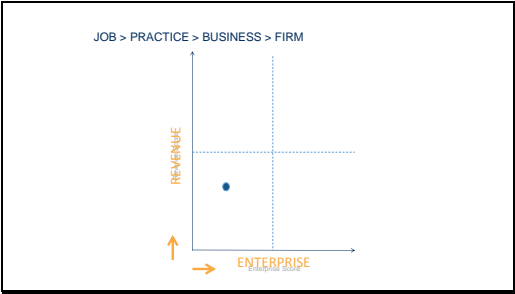 JOB > PRACTICE > BUSINESS > FIRM
REVENUE
ENTERPRISE
Enterprise Score